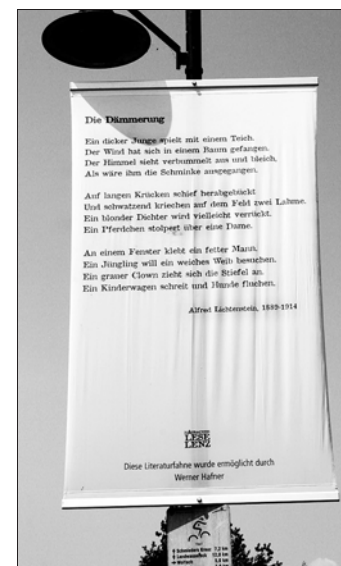 Die Dämmerung
Ein dicker Junge spielt mit einem Teich.
Der Wind hat sich in einem Baum gefangen.
Der Himmel sieht verbummelt aus und bleich,
Als wäre ihm die Schminke ausgegangen.
Auf langen Krücken schief herabgebückt
Und schwatzend kriechen auf dem Feld zwei Lahme.
Ein blonder Dichter wird vielleicht verrückt.
Ein Pferdchen stolpert über eine Dame.
An einem Fenster klebt ein fetter Mann.
Ein Jüngling will ein weiches Weib besuchen.
Ein grauer Clown zieht sich die Stiefel an.
Ein Kinderwagen schreit und Hunde fluchen.
Alfred Lichtenstein, 1889-1914
LESE
LENZ
Diese Literaturfahne wurde ermöglicht durch
Werner Hafner
7,2 km